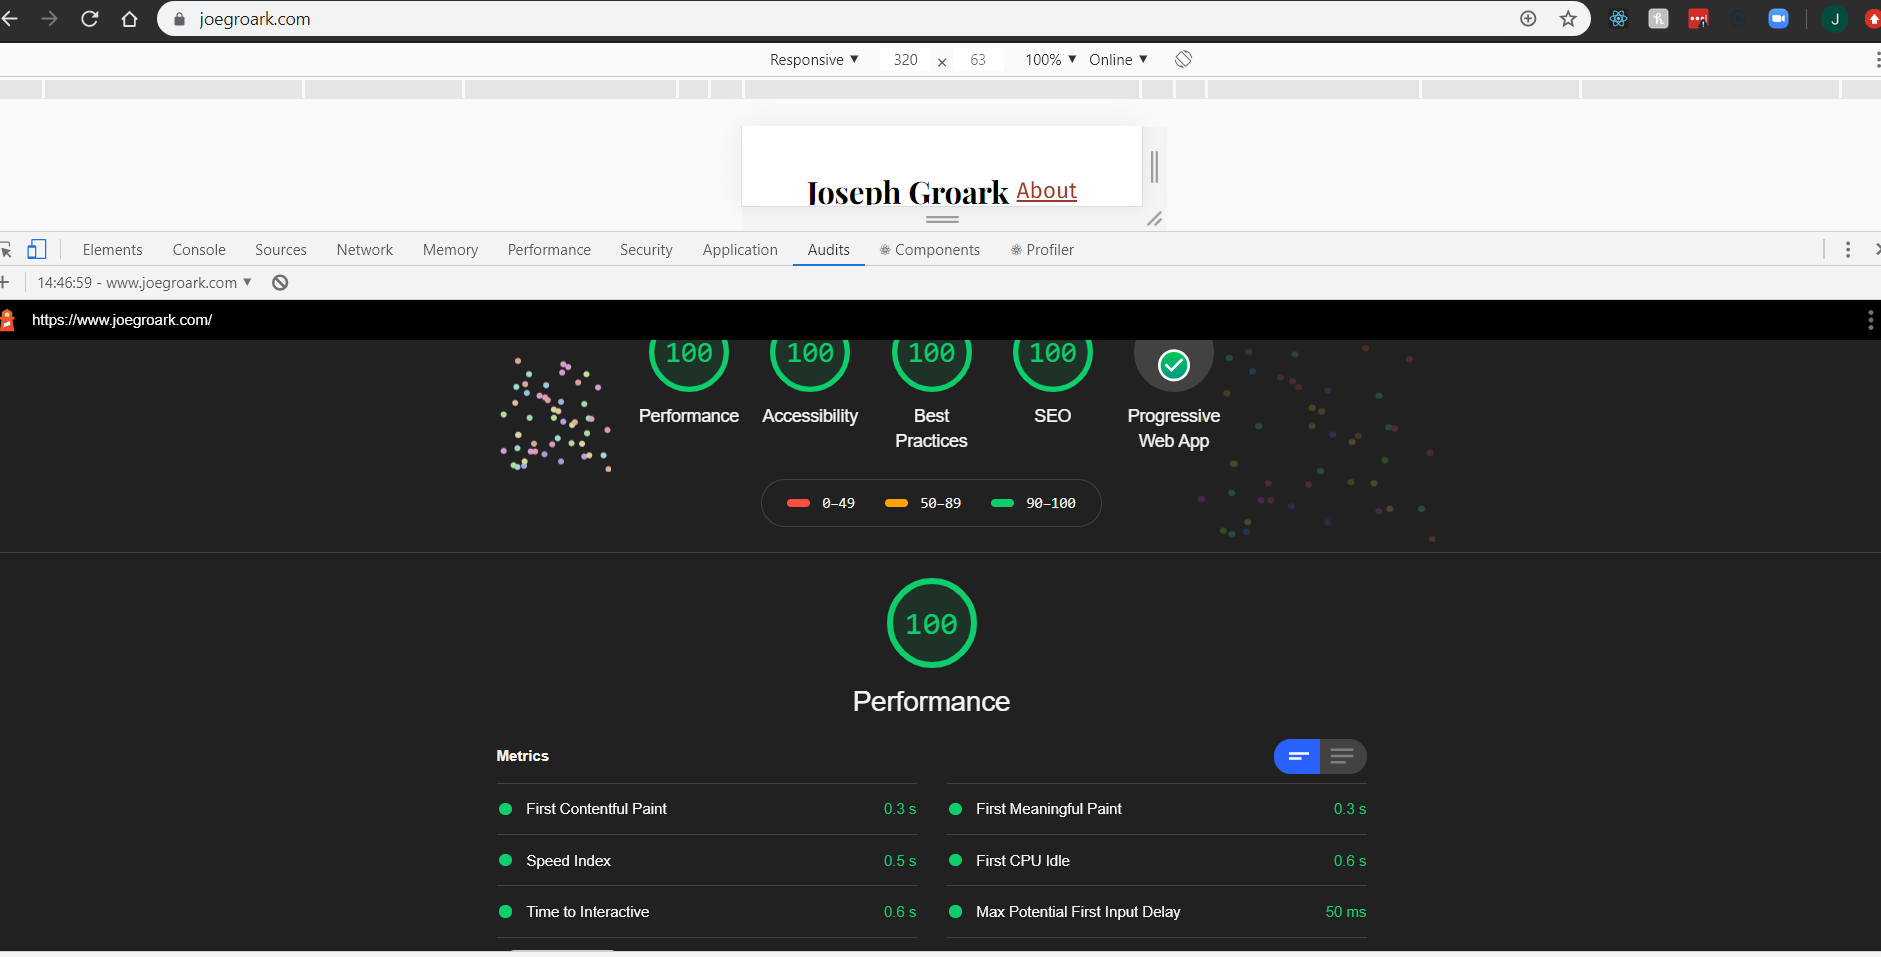 joegroark.com
J
Responsive 320 × 63 100% Online
Joseph Groark About
Elements Console Sources Network Memory Performance Security Application Audits Components Profiler
14:46:59 - www.joegroark.com
https://www.joegroark.com/
100 100 100 100
Performance Accessibility Best Practices SEO Progressive Web App
0–49 50–89 90–100
100
Performance
Metrics
First Contentful Paint 0.3 s First Meaningful Paint 0.3 s
Speed Index 0.5 s First CPU Idle 0.6 s
Time to Interactive 0.6 s Max Potential First Input Delay 50 ms